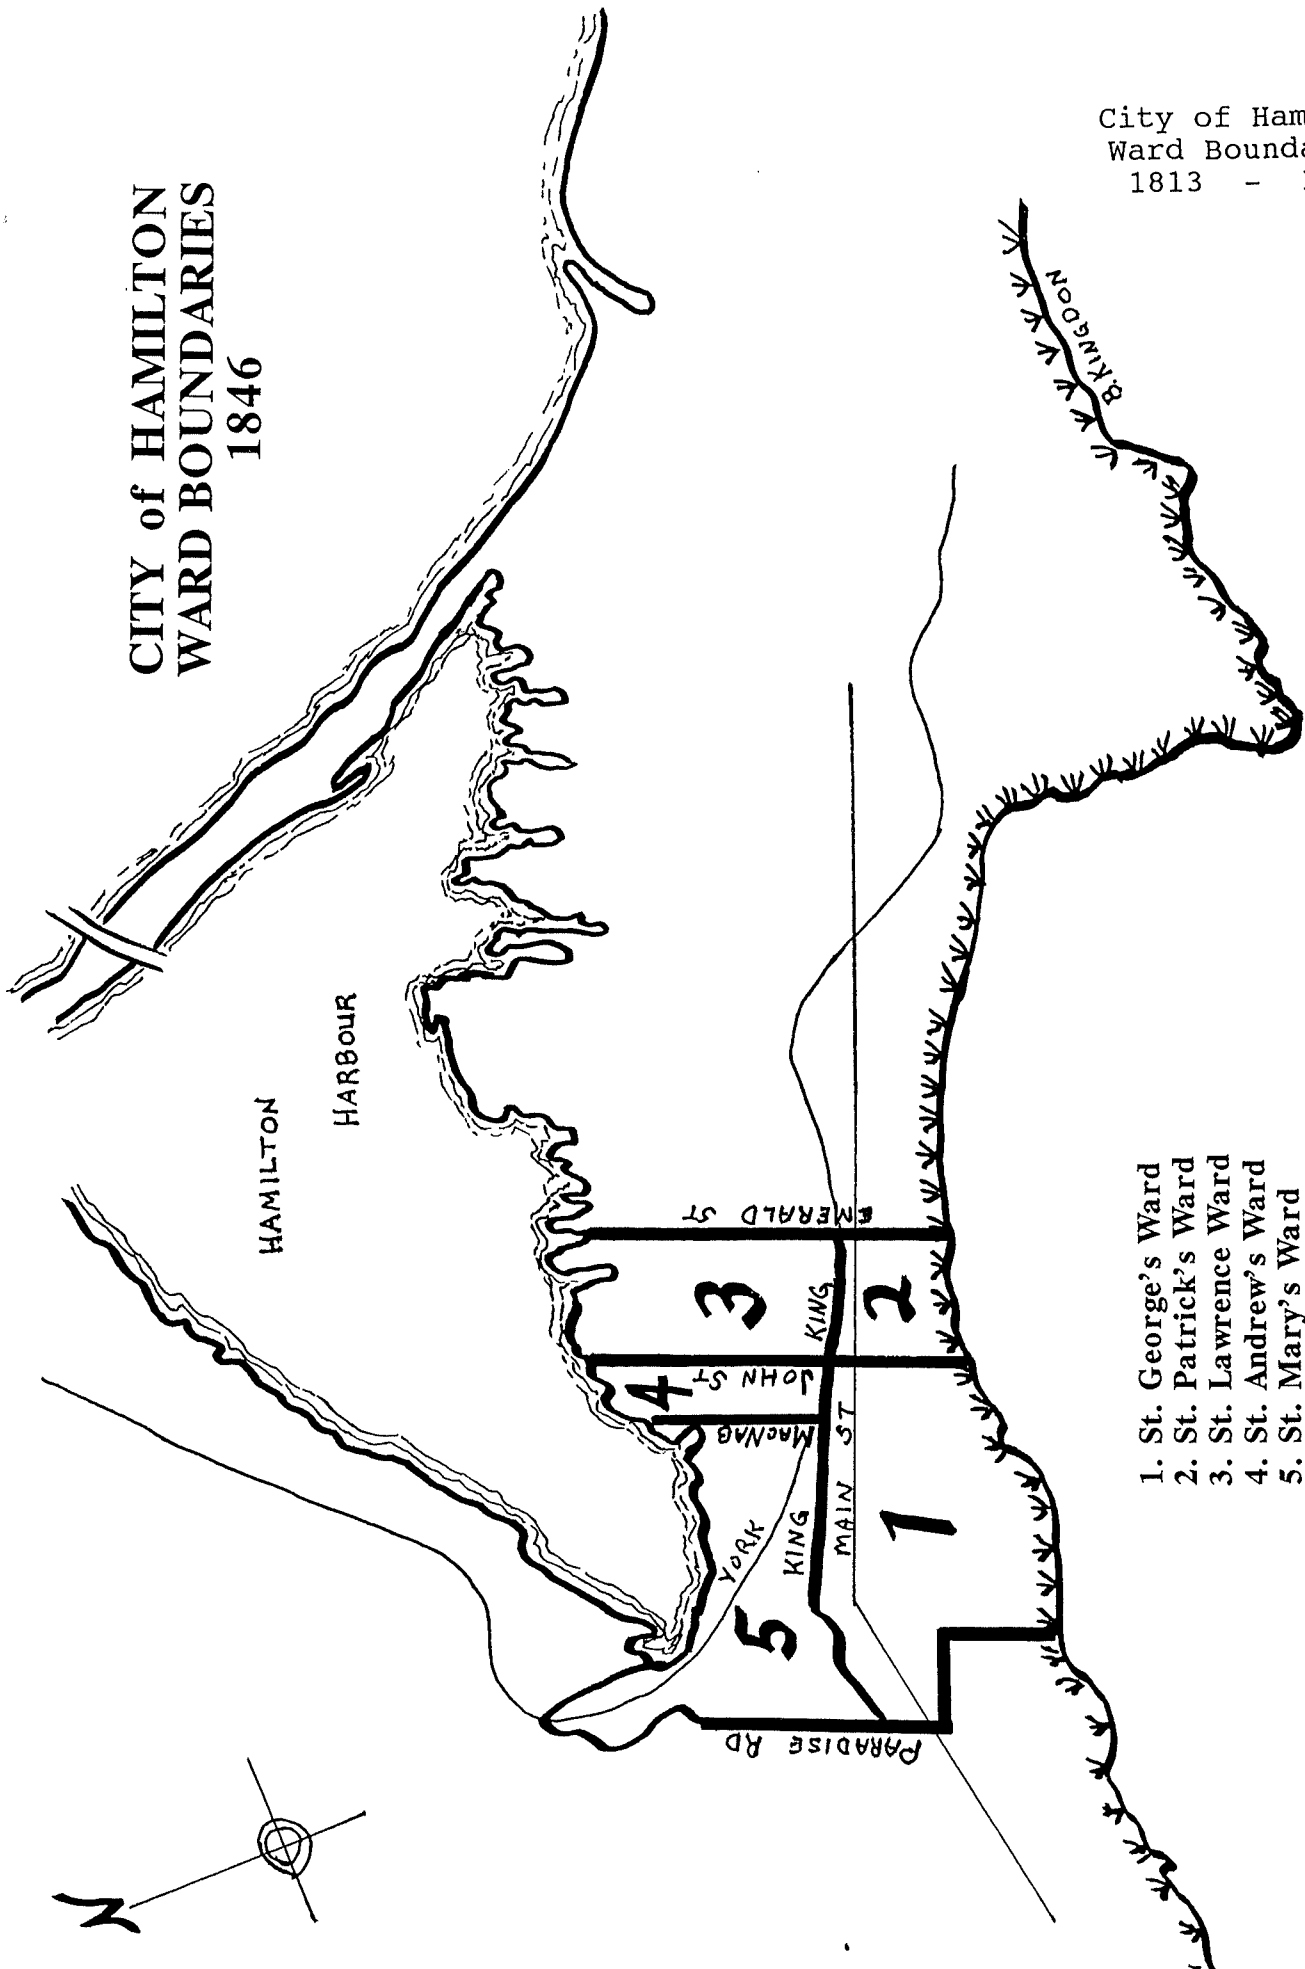 City of Ham
Ward Bounda
1813 -
CITY of HAMILTON
WARD BOUNDARIES
1846
HAMILTON
HARBOUR
B. KINGDON
EMERALD ST
JOHN ST
MACNAB
KING
KING
MAIN ST
YORK
PARADISE RD
1
2
3
4
5
N
1. St. George's Ward
2. St. Patrick's Ward
3. St. Lawrence Ward
4. St. Andrew's Ward
5. St. Mary's Ward